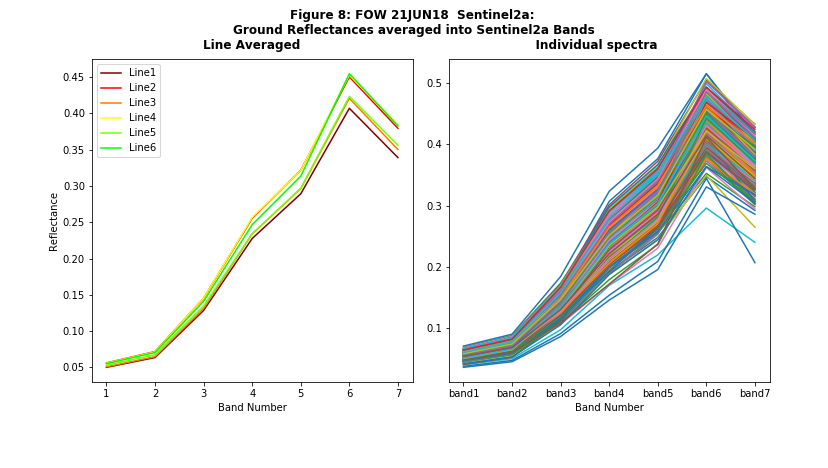 Figure 8: FOW 21JUN18 Sentinel2a:
Ground Reflectances averaged into Sentinel2a Bands
Line Averaged
Individual spectra
Reflecctance
0.45
0.40
0.35
0.30
0.25
0.20
0.15
0.10
0.05
Line1
Line2
Line3
Line4
Line5
Line6
1 2 3 4 5 6 7
Band Number
0.5
0.4
0.3
0.2
0.1
band1 band2 band3 band4 band5 band6 band7
Band Number